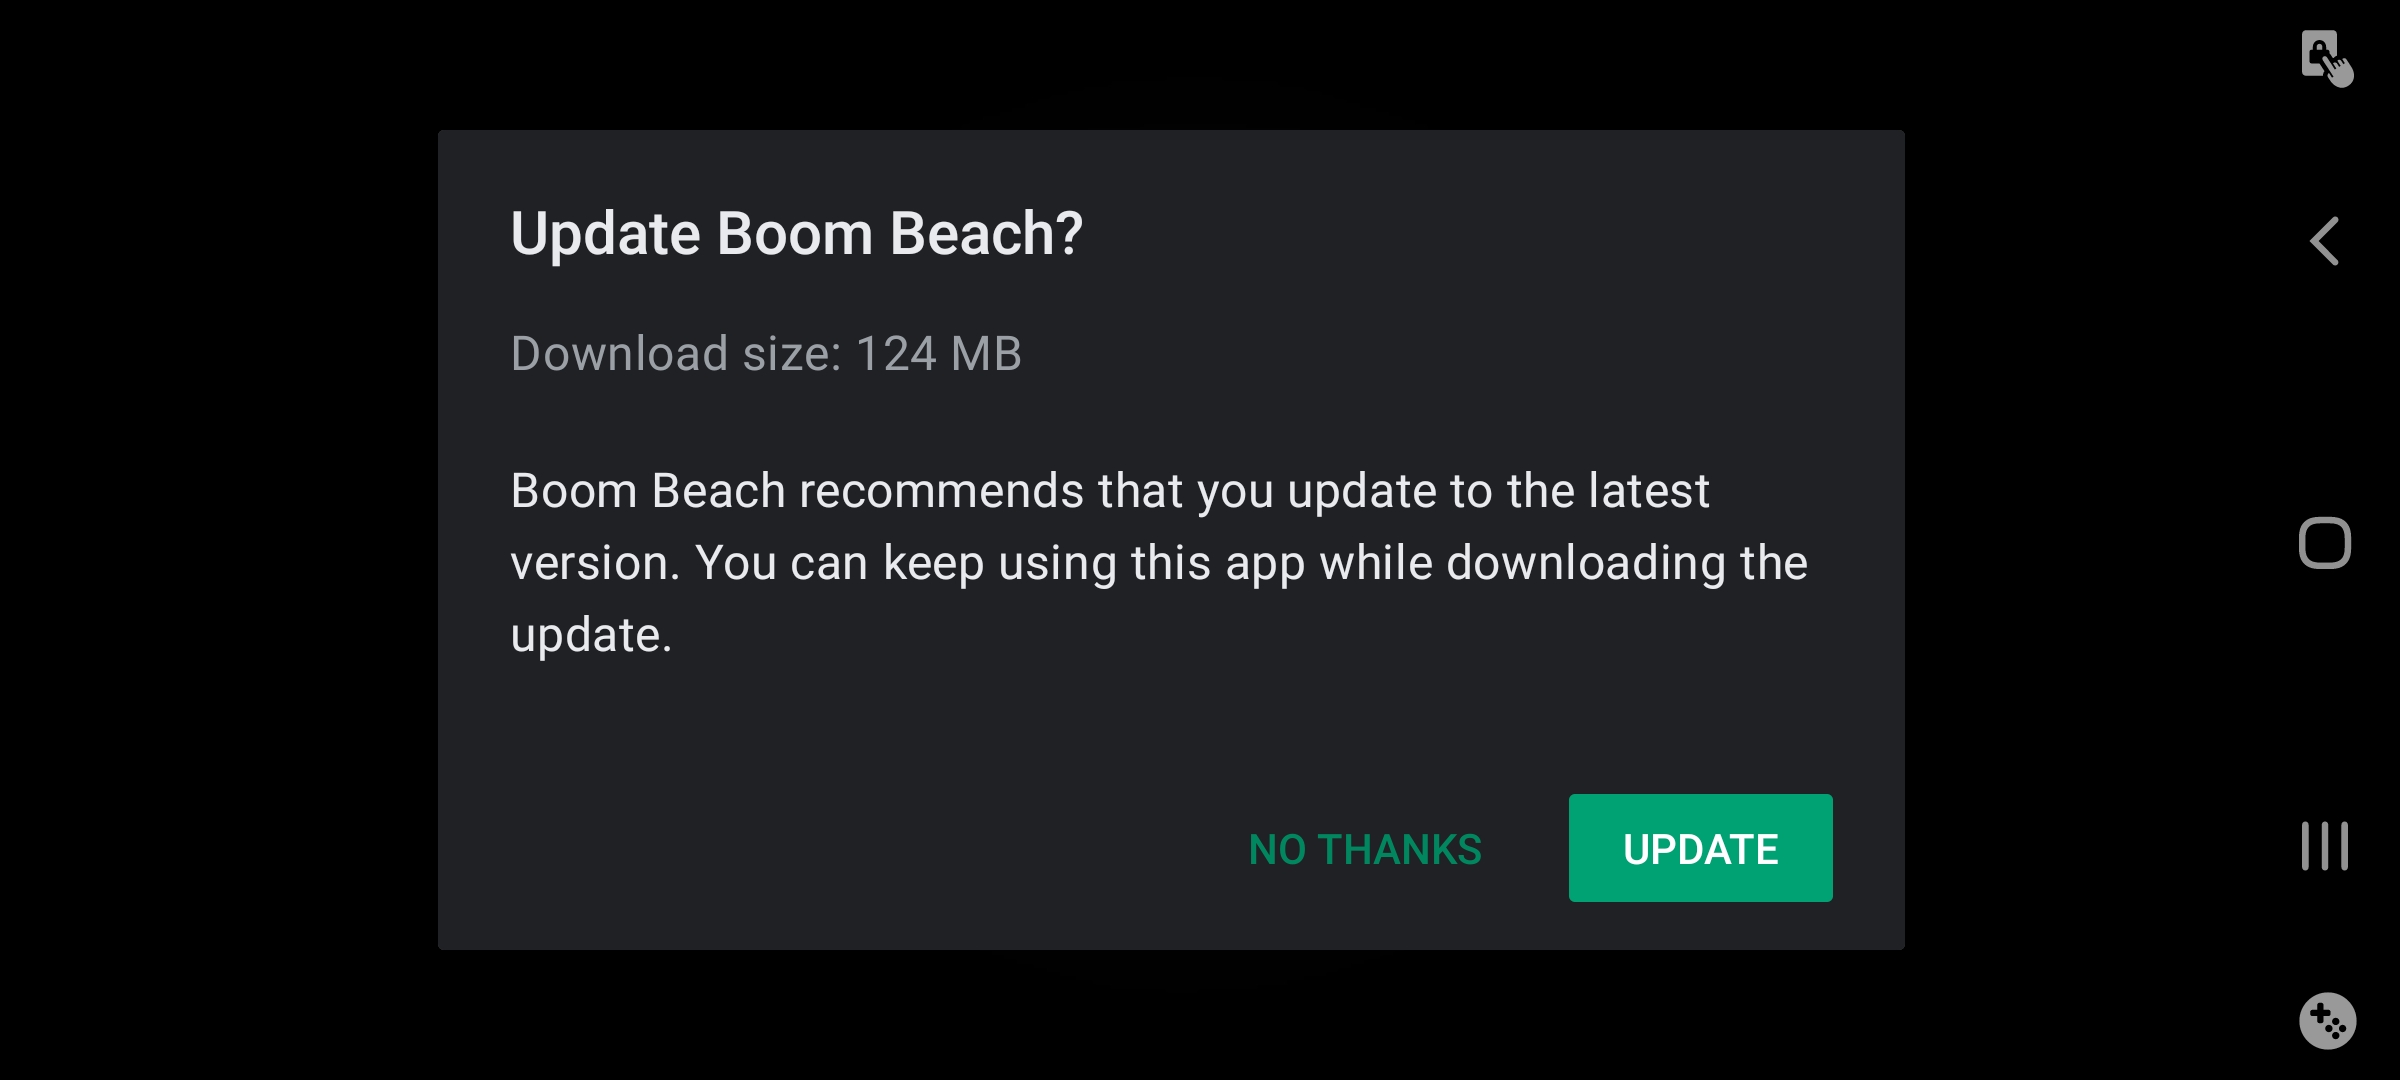 Update Boom Beach?
Download size: 124 MB
Boom Beach recommends that you update to the latest
version. You can keep using this app while downloading the
update.
NO THANKS
UPDATE